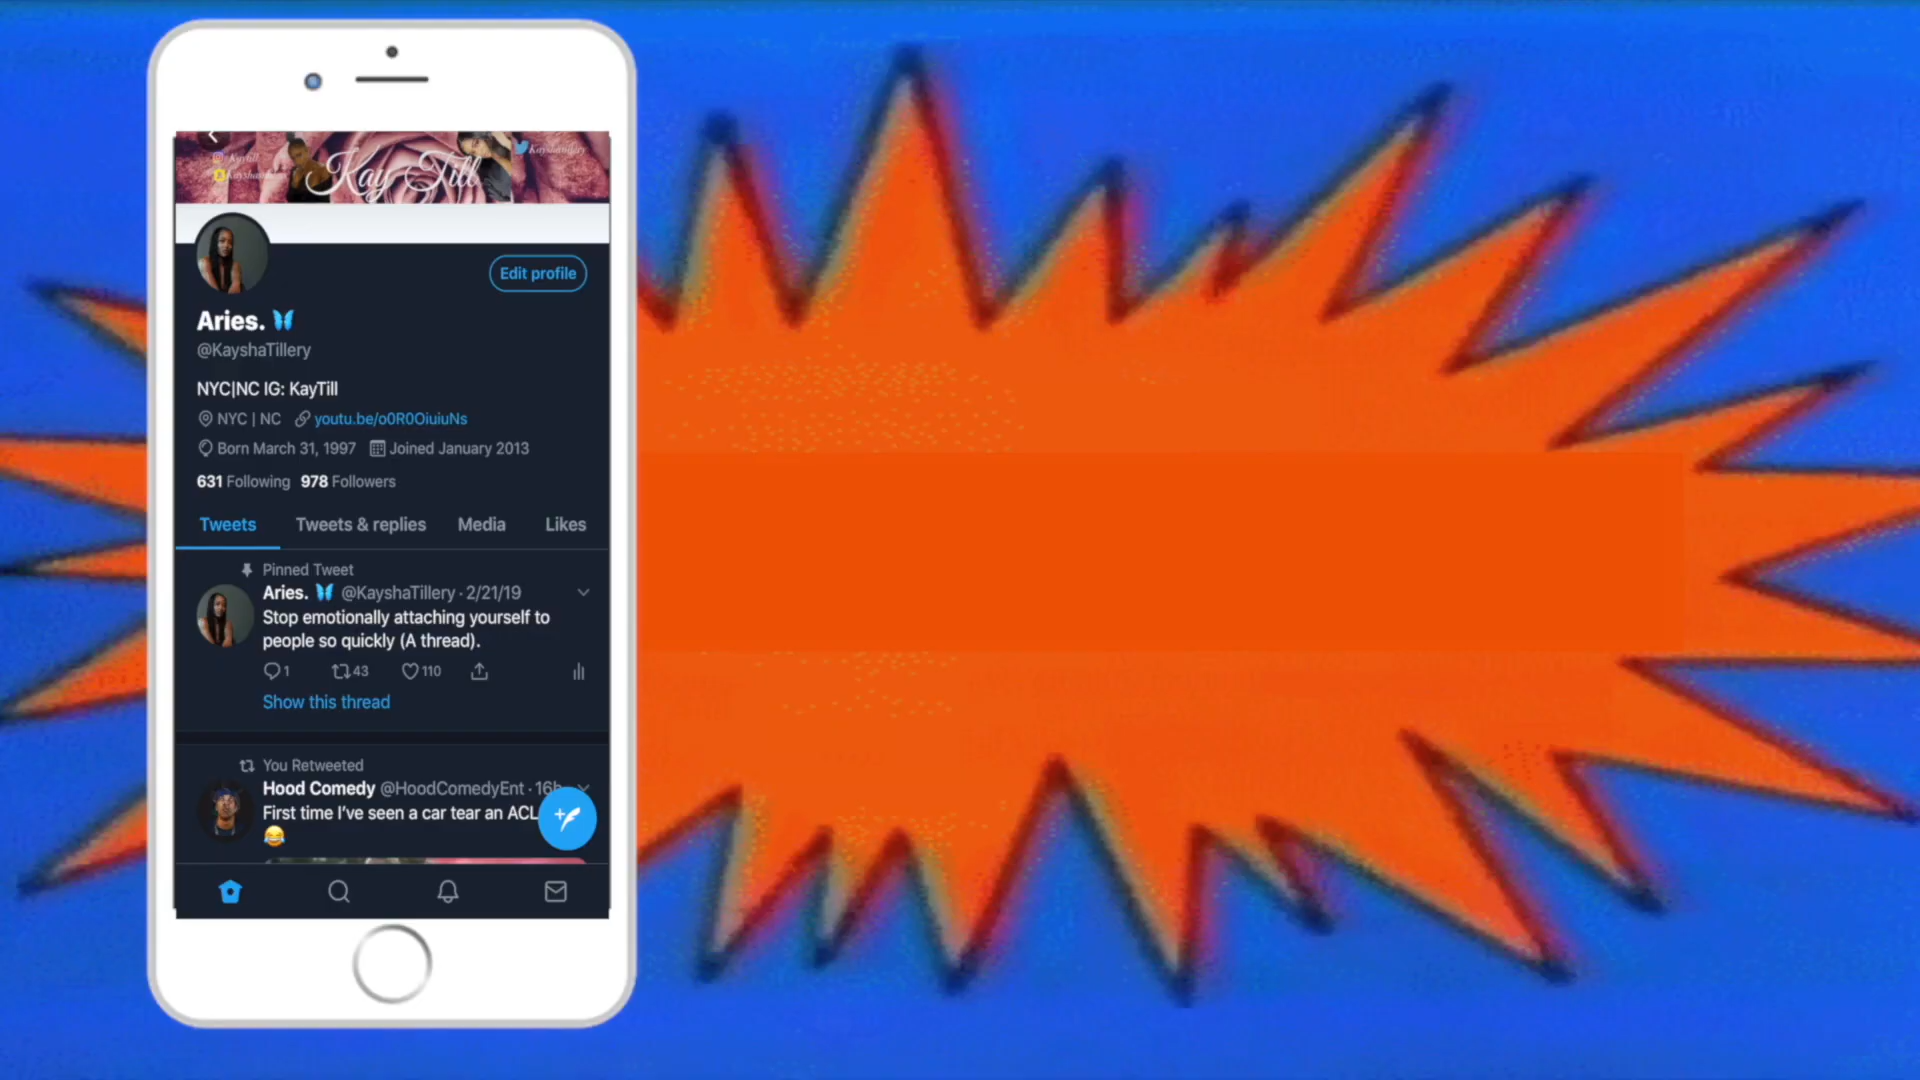 Kaytill
Kay Till
Edit profile
Aries.
@KayshaTillery
NYC|NC IG: KayTill
NYC | NC youtu.be/o0R0OiuiuNs
Born March 31, 1997 Joined January 2013
631 Following 978 Followers
Tweets Tweets & replies Media Likes
Pinned Tweet
Aries. @KayshaTillery · 2/21/19
Stop emotionally attaching yourself to
people so quickly (A thread).
1 43 110
Show this thread
You Retweeted
Hood Comedy @HoodComedyEnt · 16h
First time I've seen a car tear an ACL
😂